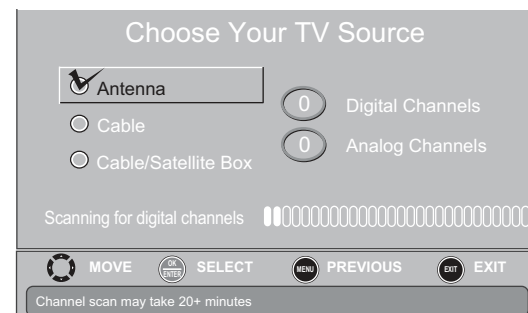 Choose Your TV Source
Antenna
Cable
Cable/Satellite Box
0 Digital Channels
0 Analog Channels
Scanning for digital channels
MOVE OK ENTER SELECT MENU PREVIOUS EXIT EXIT
Channel scan may take 20+ minutes